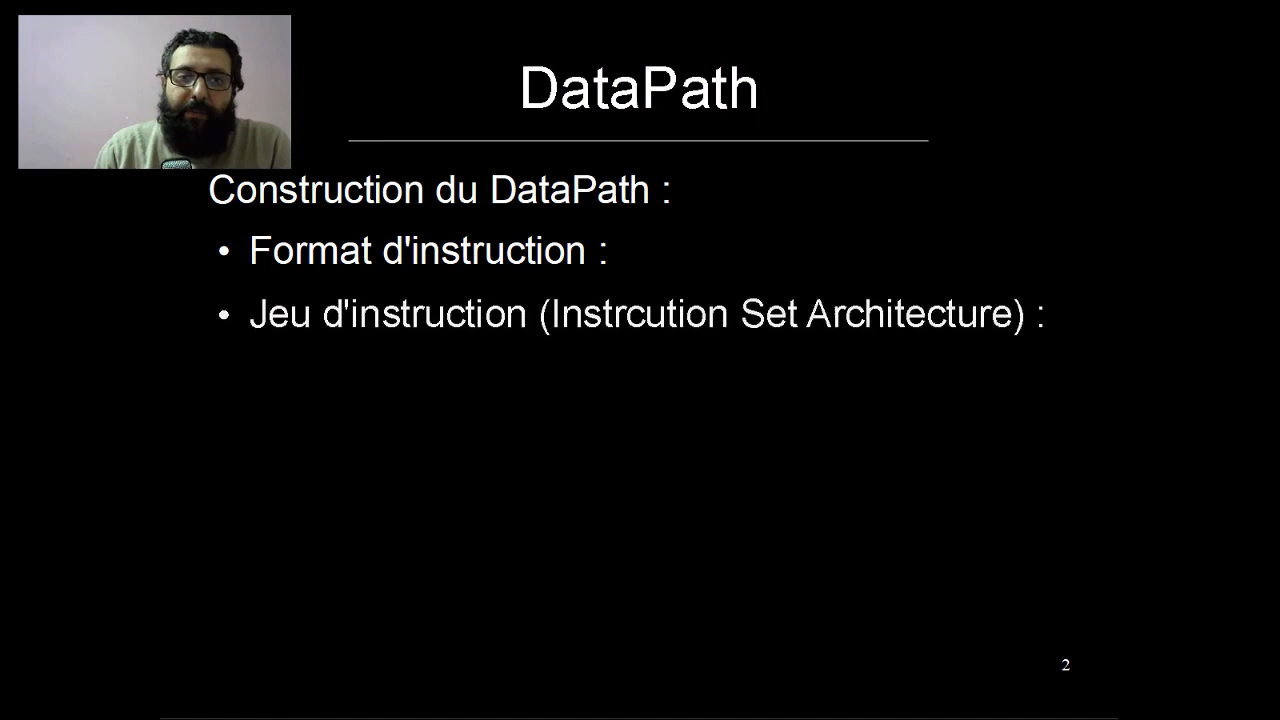 DataPath
Construction du DataPath :
• Format d'instruction :
• Jeu d'instruction (Instrcution Set Architecture) :
2